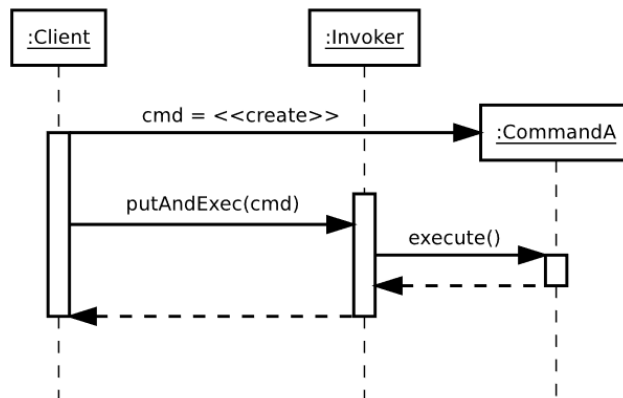 :Client
:Invoker
cmd = <<create>>
:CommandA
putAndExec(cmd)
execute()